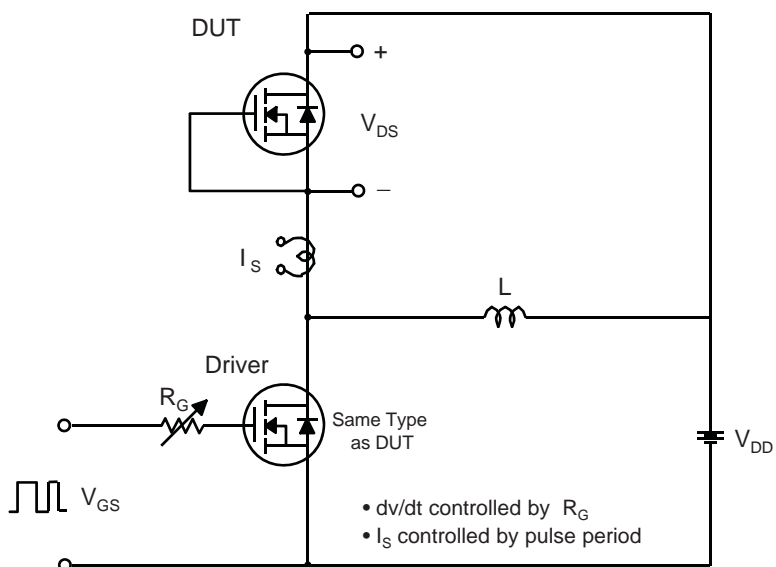 DUT
+
V_DS
–
I_S
L
Driver
R_G
Same Type
as DUT
V_DD
V_GS
• dv/dt controlled by R_G
• I_S controlled by pulse period